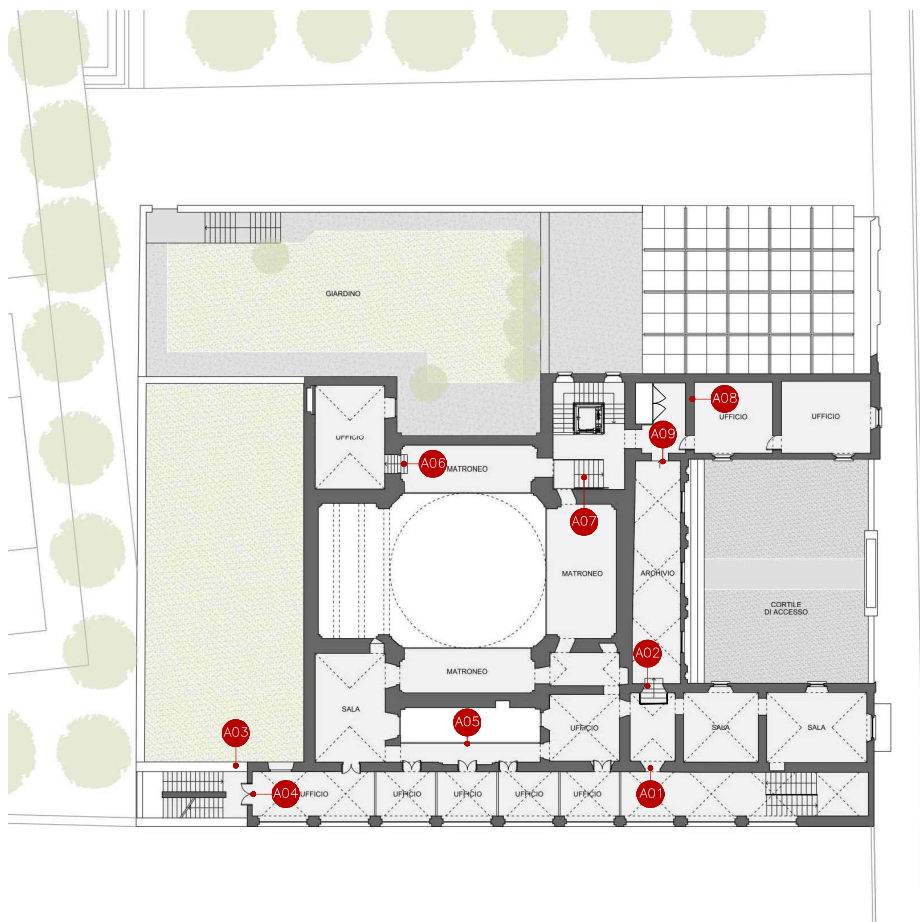 GIARDINO
A08
UFFICIO
UFFICIO
UFFICIO
A09
A06
MATRONEO
A07
MATRONEO
ARCHIVIO
CORTILE
DI ACCESSO
A02
MATRONEO
SALA
A05
A03
UFFICIO
SALA
SALA
A04
UFFICIO
UFFICIO
UFFICIO
UFFICIO
UFFICIO
A01